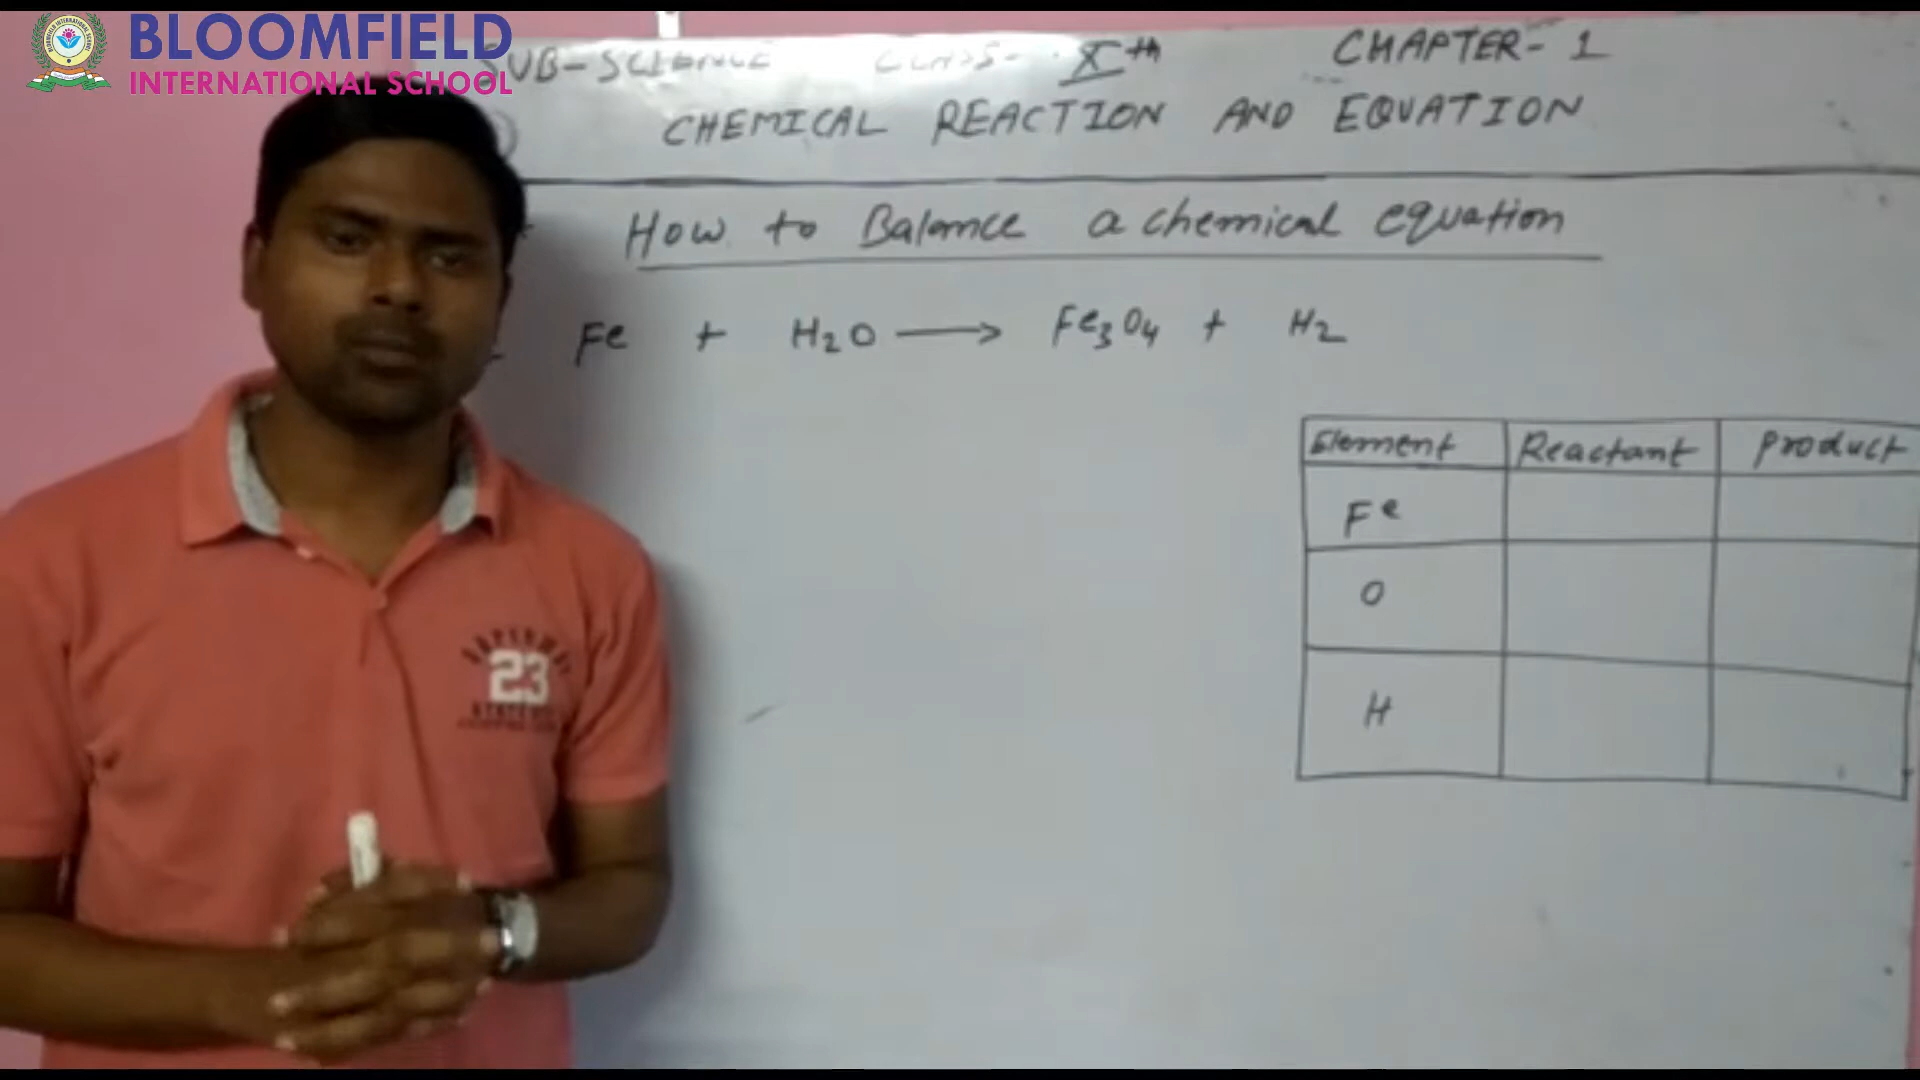 BLOOMFIELD
INTERNATIONAL SCHOOL
SUB-SCIENCE CLASS- Xth CHAPTER-1
CHEMICAL REACTION AND EQUATION
How to Balance a chemical equation
Fe + H2O ⟶ Fe3O4 + H2
Element Reactant Product
Fe
O
H
23